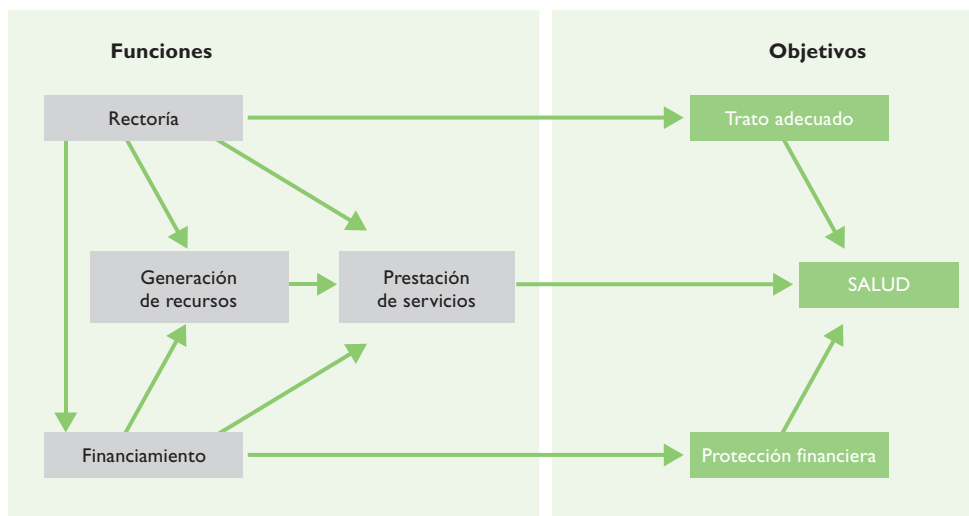 Funciones
Objetivos
Rectoría
Trato adecuado
Generación
de recursos
Prestación
de servicios
SALUD
Financiamiento
Protección financiera